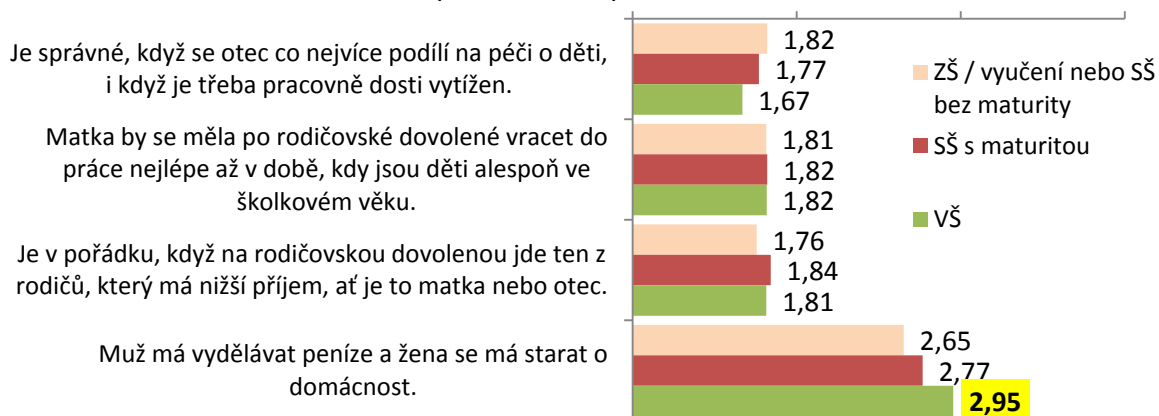 Je správné, když se otec co nejvíce podílí na péči o děti,
i když je třeba pracovně dosti vytížen.
1,82
1,77
1,67
Matka by se měla po rodičovské dovolené vracet do
práce nejlépe až v době, kdy jsou děti alespoň ve
školkovém věku.
1,81
1,82
1,82
Je v pořádku, když na rodičovskou dovolenou jde ten z
rodičů, který má nižší příjem, ať je to matka nebo otec.
1,76
1,84
1,81
Muž má vydělávat peníze a žena se má starat o
domácnost.
2,65
2,77
2,95
ZŠ / vyučení nebo SŠ
bez maturity
SŠ s maturitou
VŠ